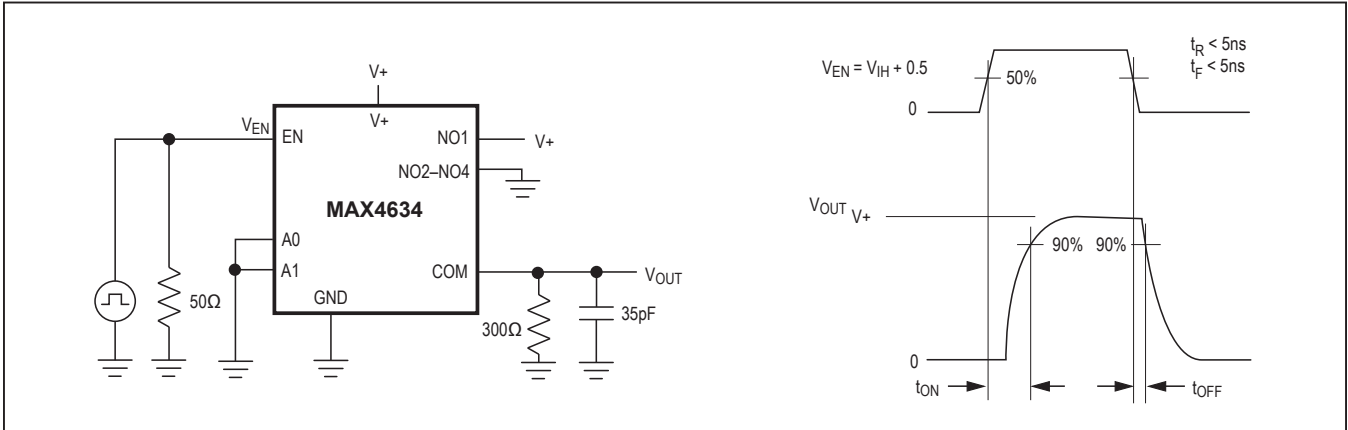 V+
V+
VEN
EN
NO1
V+
NO2–NO4
MAX4634
A0
A1
COM
VOUT
GND
50Ω
300Ω
35pF
tR < 5ns
tF < 5ns
VEN = VIH + 0.5
50%
0
VOUT V+
90% 90%
0
tON
tOFF